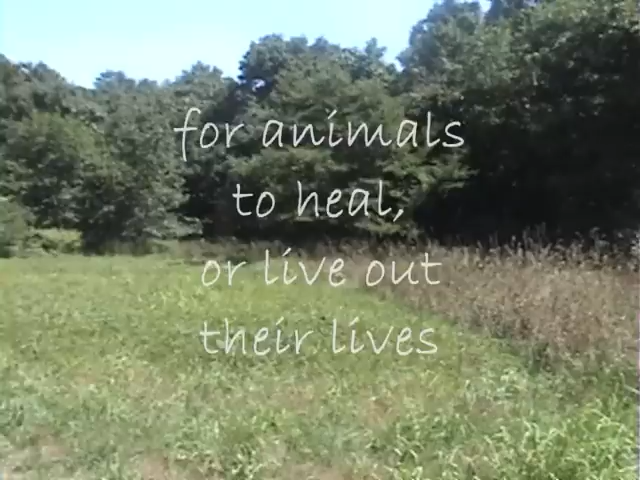 for animals
to heal,
or live out
their lives